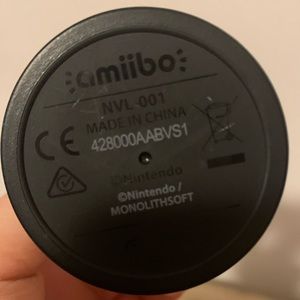 amiibo
NVL-001
MADE IN CHINA
CE
428000AABVS1
©Nintendo
©Nintendo /
MONOLITHSOFT